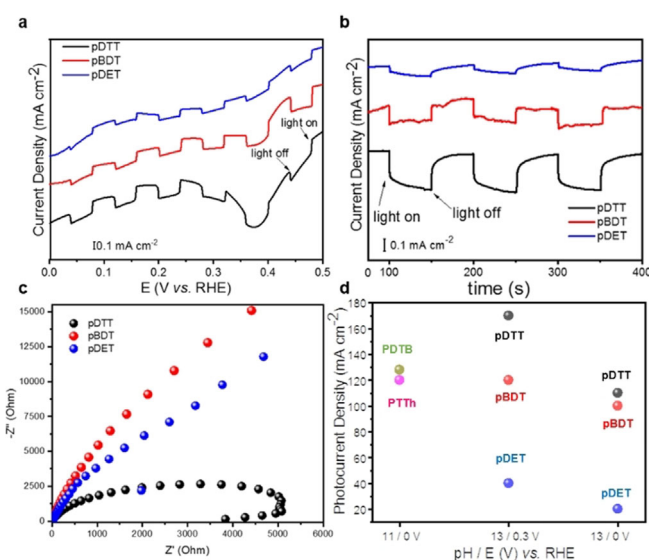 a
pDTT
pBDT
pDET
light on
light off
0.1 mA cm-2
Current Density (mA cm-2)
0.0 0.1 0.2 0.3 0.4 0.5
E (V vs. RHE)
b
light on
light off
pDTT
pBDT
pDET
0.1 mA cm-2
Current Density (mA cm-2)
100 200 300 400
time (s)
c
pDTT
pBDT
pDET
15000
12500
10000
7500
5000
2500
0
-Z'' (Ohm)
0 1000 2000 3000 4000 5000 6000
Z' (Ohm)
d
180
160
140
120
100
80
60
40
20
Photocurrent Density (mA cm-2)
PDTB
PTTh
pDTT
pBDT
pDET
pDTT
pBDT
pDET
11 / 0 V 13 / 0.3 V 13 / 0 V
pH / E (V) vs. RHE